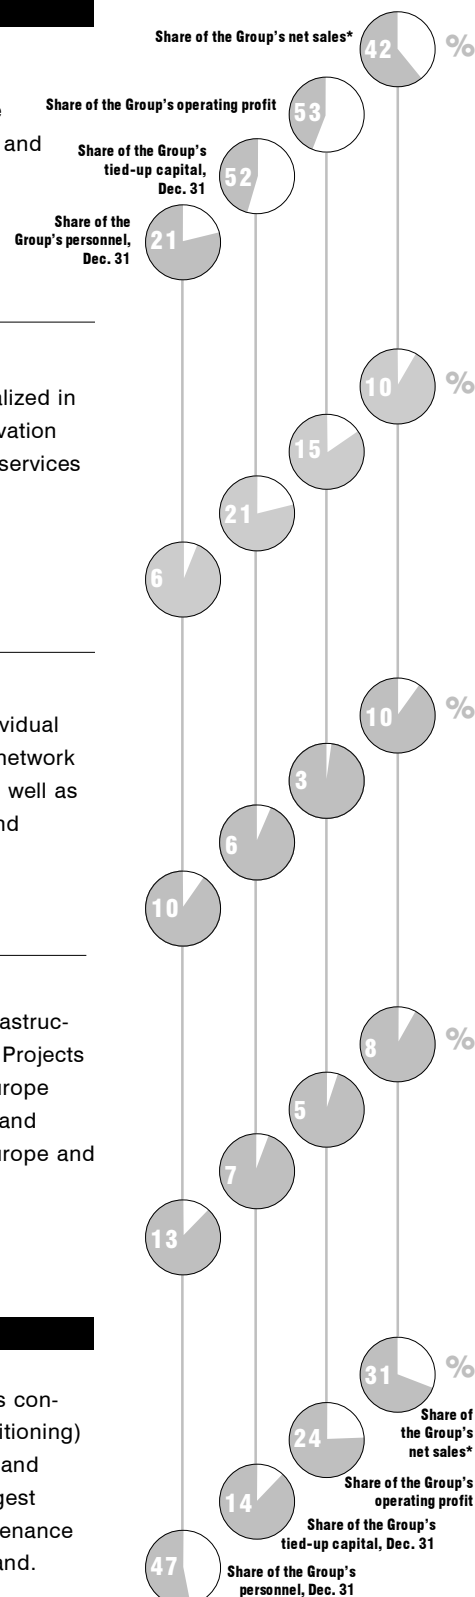 Share of the Group's net sales*
42 %
Share of the Group's operating profit
53
and
Share of the Group's
tied-up capital,
Dec. 31
52
Share of the
Group's personnel,
Dec. 31
21
10 %
alized in
vation
15
services
21
6
10 %
vidual
network
3
well as
nd
6
10
astruc-
8 %
Projects
urope
5
and
urope and
7
13
31 %
s con-
itioning)
and
gest
enance
and.
Share of
the Group's
net sales*
24
Share of the Group's
operating profit
14
Share of the Group's
tied-up capital, Dec. 31
47
Share of the Group's
personnel, Dec. 31